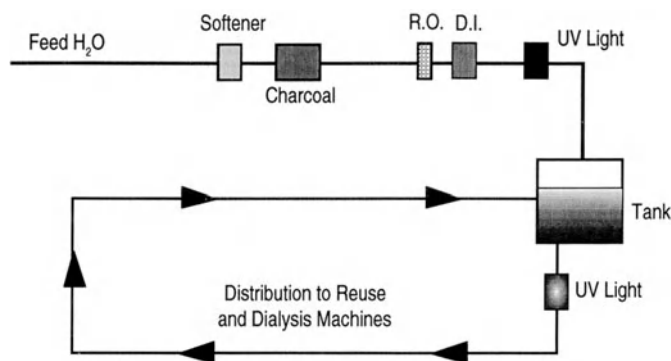 Softener
R.O.
D.I.
UV Light
Feed H₂O
Charcoal
Tank
UV Light
Distribution to Reuse
and Dialysis Machines